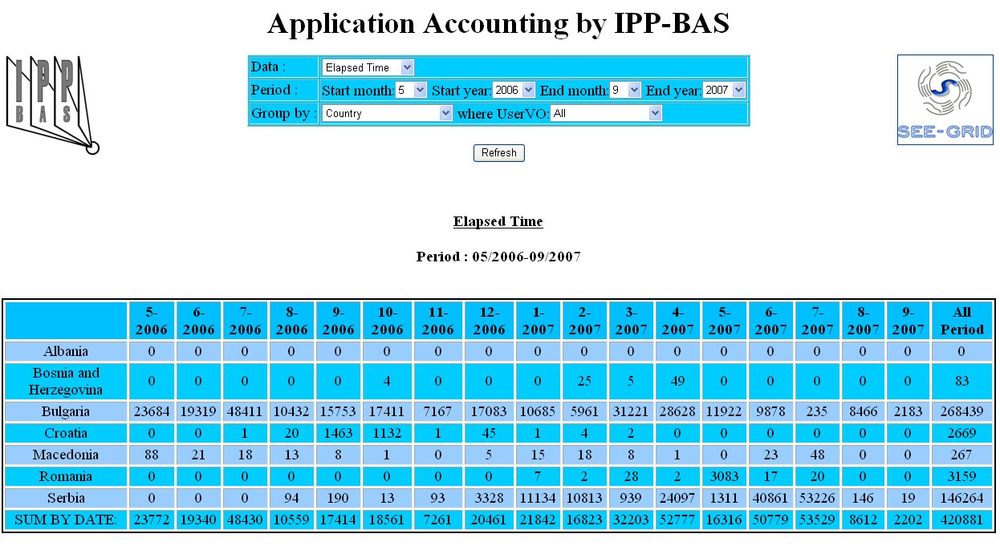 Application Accounting by IPP-BAS
IPP
BAS
Data : Elapsed Time
Period : Start month: 5 Start year: 2006 End month: 9 End year: 2007
Group by : Country where UserVO: All
SEE-GRID
Refresh
Elapsed Time
Period : 05/2006-09/2007
5-2006 6-2006 7-2006 8-2006 9-2006 10-2006 11-2006 12-2006 1-2007 2-2007 3-2007 4-2007 5-2007 6-2007 7-2007 8-2007 9-2007 All Period
Albania 0 0 0 0 0 0 0 0 0 0 0 0 0 0 0 0 0 0
Bosnia and Herzegovina 0 0 0 0 0 4 0 0 0 25 5 49 0 0 0 0 0 83
Bulgaria 23684 19319 48411 10432 15753 17411 7167 17083 10685 5961 31221 28628 11922 9878 235 8466 2183 268439
Croatia 0 0 1 20 1463 1132 1 45 1 4 2 0 0 0 0 0 0 2669
Macedonia 88 21 18 13 8 1 0 5 15 18 8 1 0 23 48 0 0 267
Romania 0 0 0 0 0 0 0 0 7 2 28 2 3083 17 20 0 0 3159
Serbia 0 0 0 94 190 13 93 3328 11134 10813 939 24097 1311 40861 53226 146 19 146264
SUM BY DATE: 23772 19340 48430 10559 17414 18561 7261 20461 21842 16823 32203 52777 16316 50779 53529 8612 2202 420881